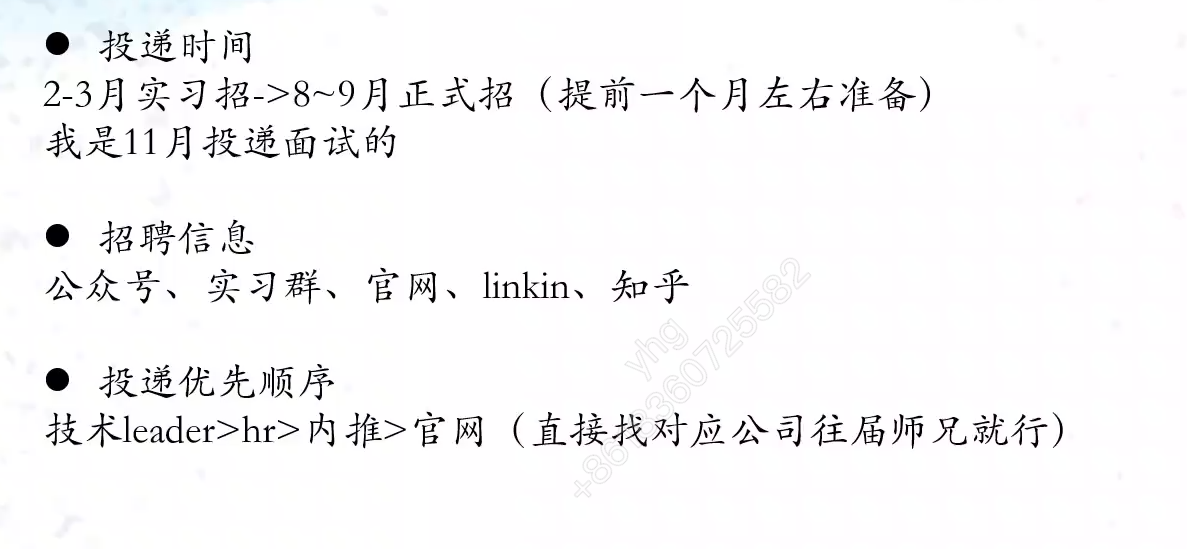 ● 投递时间
2-3月实习招->8~9月正式招（提前一个月左右准备）
我是11月投递面试的
● 招聘信息
公众号、实习群、官网、linkin、知乎
● 投递优先顺序
技术leader>hr>内推>官网（直接找对应公司往届师兄就行）
yhg
+8618360725582